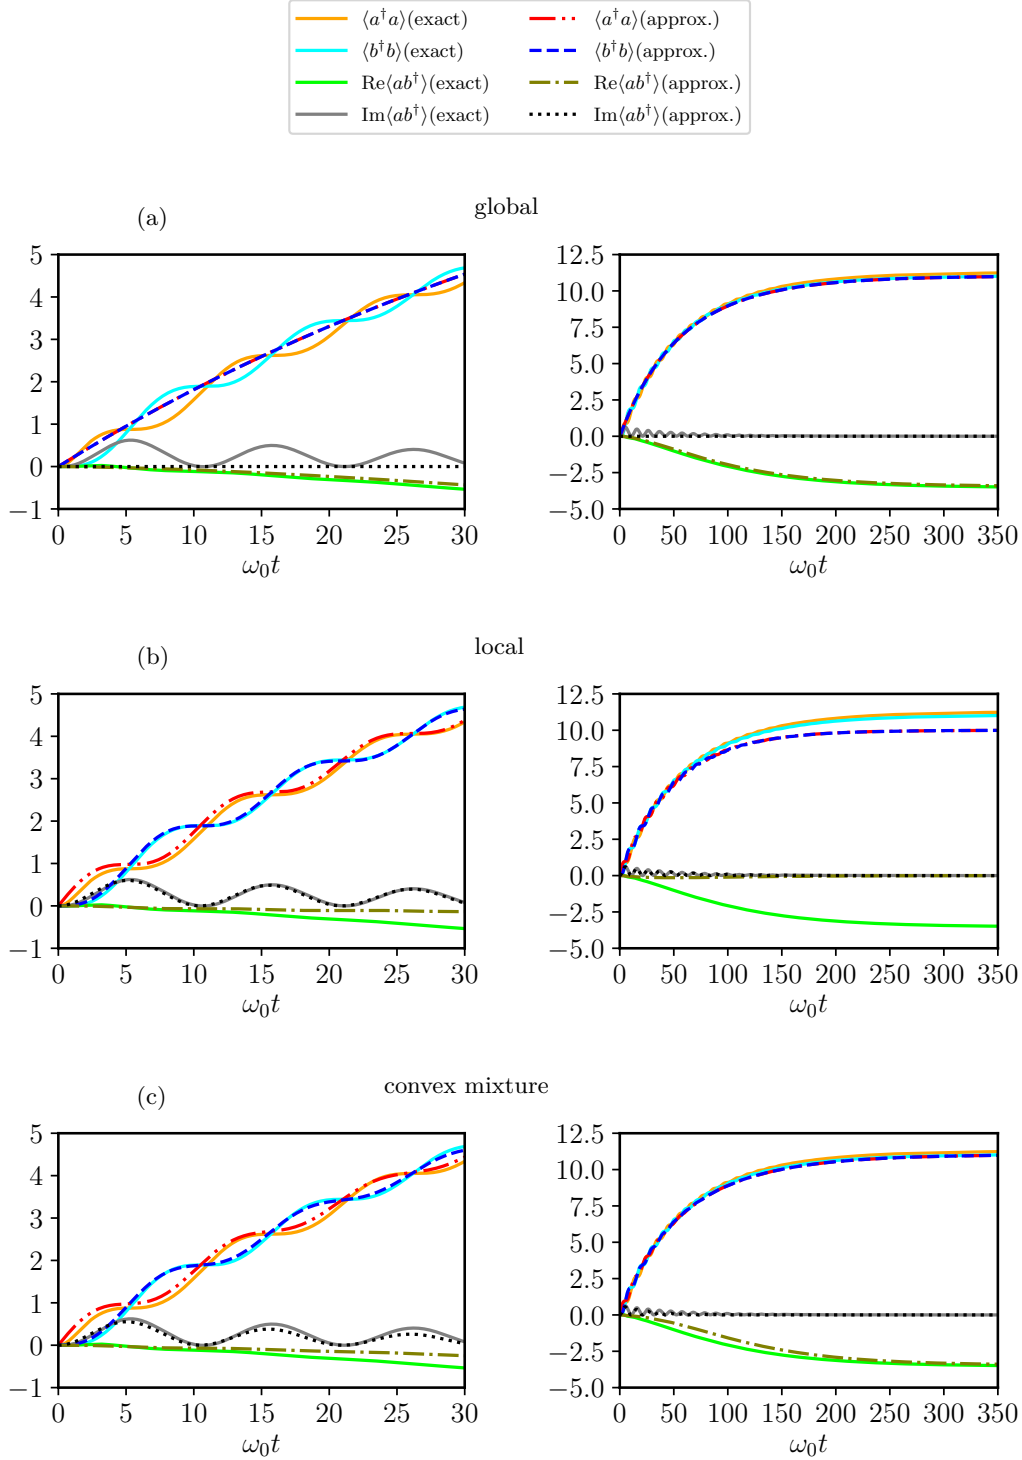 ⟨a†a⟩(exact) ⟨a†a⟩(approx.)
⟨b†b⟩(exact) ⟨b†b⟩(approx.)
Re⟨ab†⟩(exact) Re⟨ab†⟩(approx.)
Im⟨ab†⟩(exact) Im⟨ab†⟩(approx.)
(a) global
5
4
3
2
1
0
−1
0 5 10 15 20 25 30
ω₀t
12.5
10.0
7.5
5.0
2.5
0.0
−2.5
−5.0
0 50 100 150 200 250 300 350
ω₀t
(b) local
5
4
3
2
1
0
−1
0 5 10 15 20 25 30
ω₀t
12.5
10.0
7.5
5.0
2.5
0.0
−2.5
−5.0
0 50 100 150 200 250 300 350
ω₀t
(c) convex mixture
5
4
3
2
1
0
−1
0 5 10 15 20 25 30
ω₀t
12.5
10.0
7.5
5.0
2.5
0.0
−2.5
−5.0
0 50 100 150 200 250 300 350
ω₀t